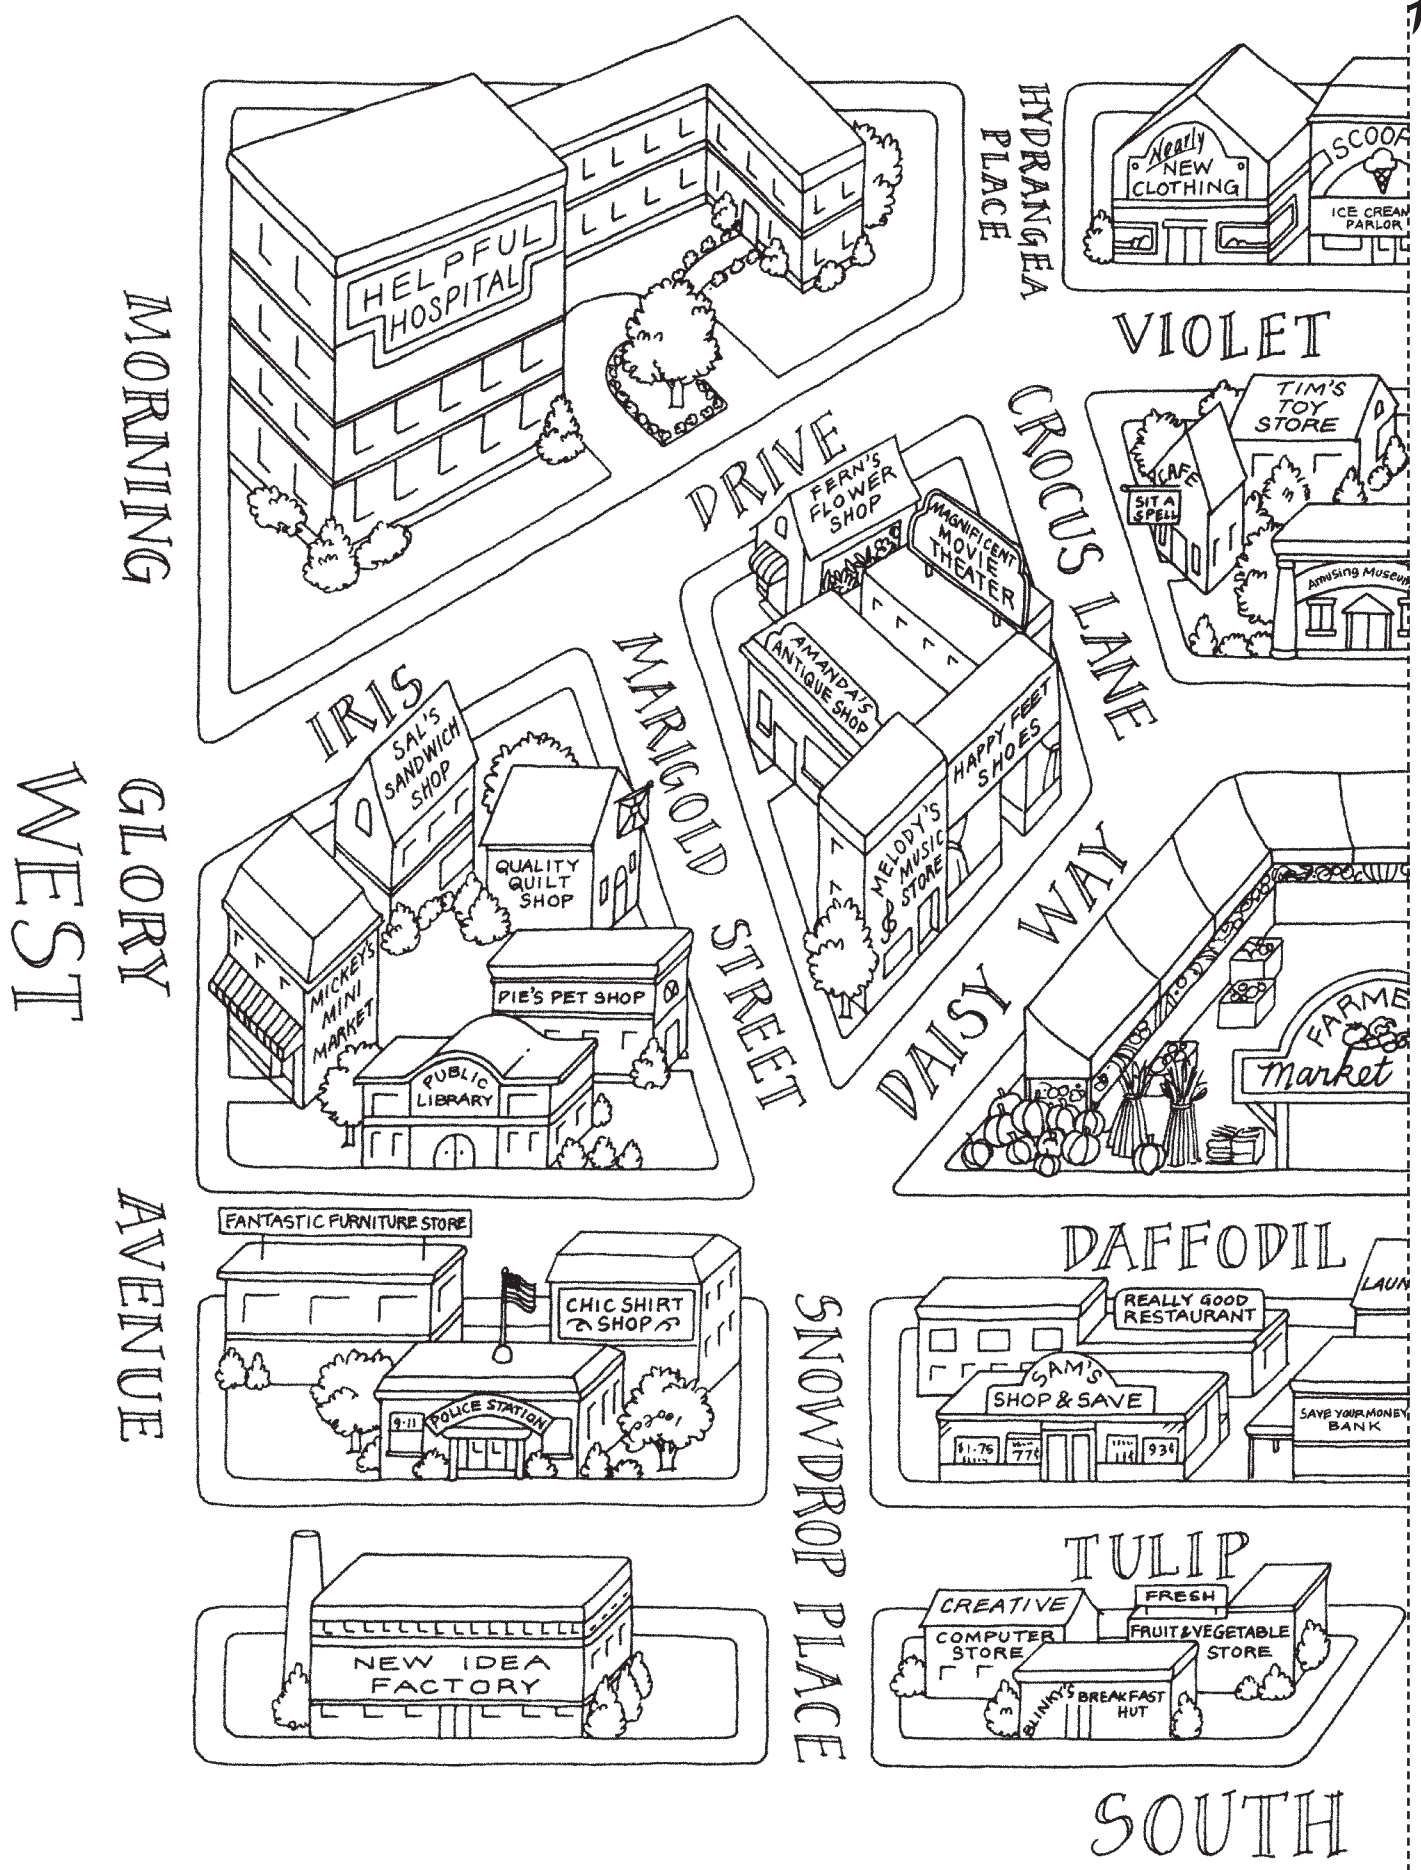 HYDRANGEA
PLACE
Nearly
NEW
CLOTHING
SCOOP
ICE CREAM
PARLOR
HELPFUL
HOSPITAL
VIOLET
MORNING
GLORY
AVENUE
WEST
TIM'S
TOY
STORE
CAFE
SIT A
SPELL
AMUSING MUSEUM
CROCUS LANE
IRIS
DRIVE
FERN'S
FLOWER
SHOP
MAGNIFICENT
MOVIE
THEATER
AMANDA'S
ANTIQUE SHOP
HAPPY FEET
SHOES
MELODY'S
MUSIC
STORE
MARIGOLD STREET
SAL'S
SANDWICH
SHOP
QUALITY
QUILT
SHOP
MICKEY'S
MINI
MARKET
PIE'S PET SHOP
PUBLIC
LIBRARY
DAISY WAY
FARME
Market
FANTASTIC FURNITURE STORE
CHIC SHIRT
SHOP
9-11
POLICE STATION
SNOWDROP PLACE
DAFFODIL
LAUN
REALLY GOOD
RESTAURANT
SAM'S
SHOP & SAVE
$1.75
77¢
93¢
SAVE YOUR MONEY
BANK
TULIP
NEW IDEA
FACTORY
CREATIVE
COMPUTER
STORE
FRESH
FRUIT & VEGETABLE
STORE
BLINKY'S BREAKFAST
HUT
SOUTH